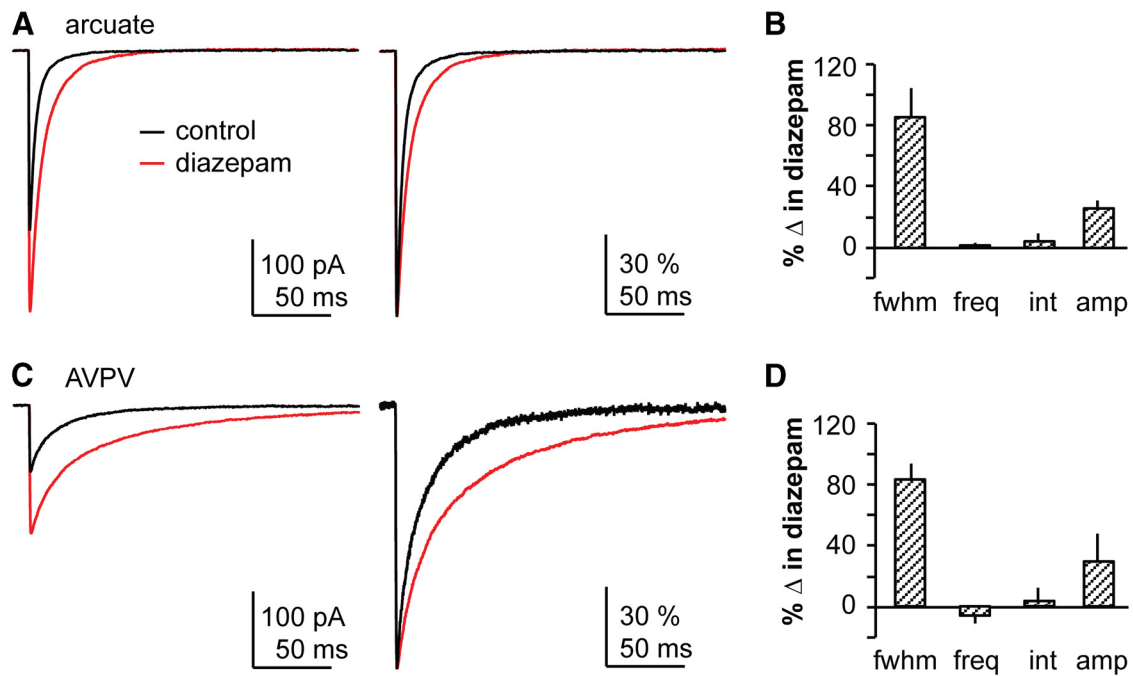 A arcuate
control
diazepam
100 pA
50 ms
30 %
50 ms
B
% Δ in diazepam
120
80
40
0
fwhm freq int amp
C AVPV
100 pA
50 ms
30 %
50 ms
D
% Δ in diazepam
120
80
40
0
fwhm freq int amp